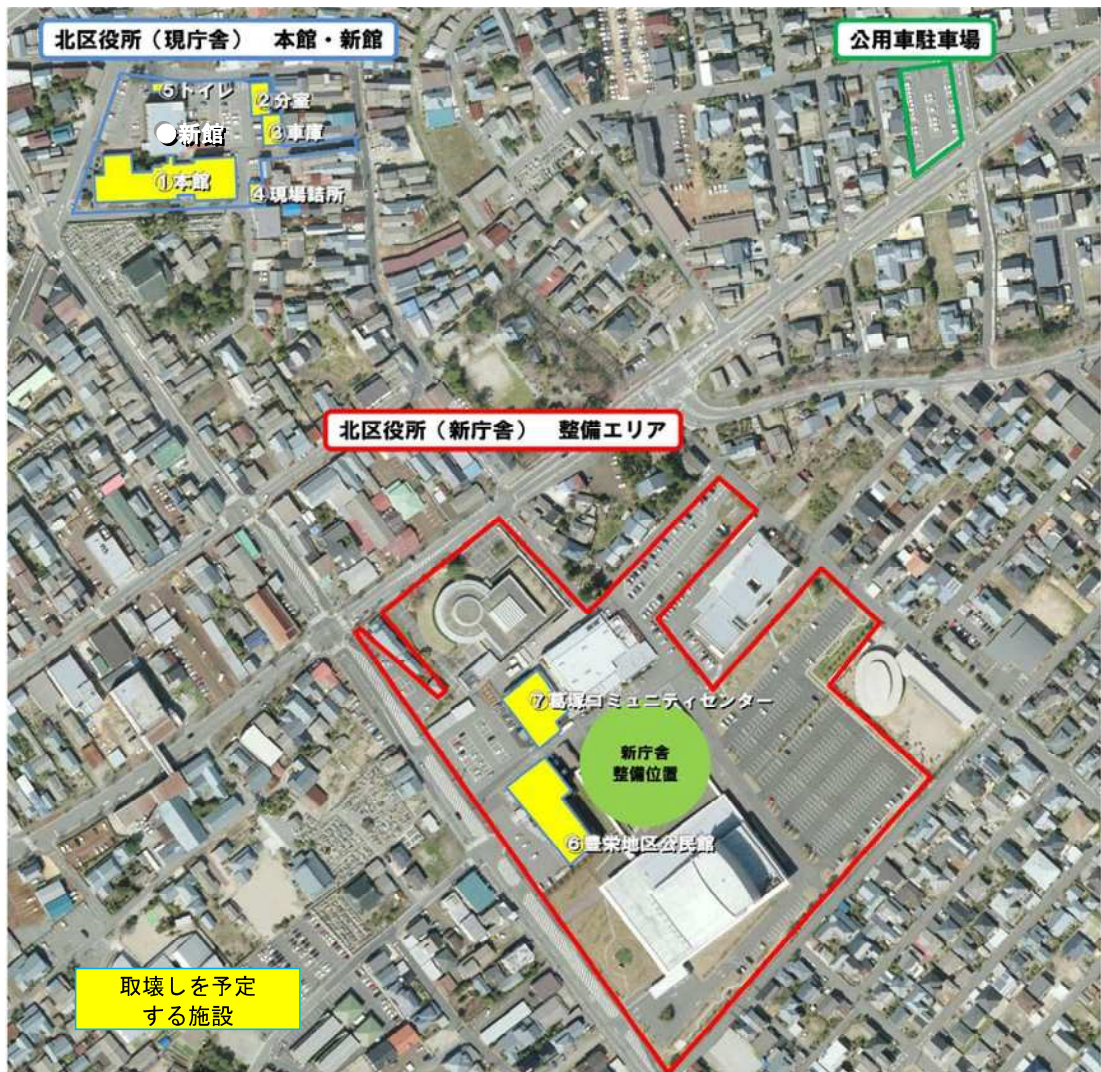 北区役所（現庁舎） 本館・新館
公用車駐車場
⑤トイレ
②分室
●新館
③車庫
①本館
④現場詰所
北区役所（新庁舎） 整備エリア
⑦葛塚コミュニティセンター
新庁舎
整備位置
⑥豊栄地区公民館
取壊しを予定
する施設